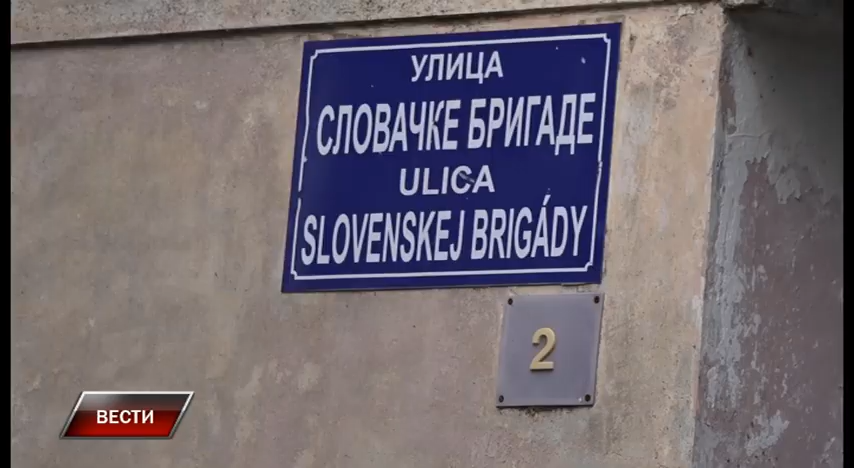 УЛИЦА
СЛОВАЧКЕ БРИГАДЕ
ULICA
SLOVENSKEJ BRIGÁDY
2
ВЕСТИ